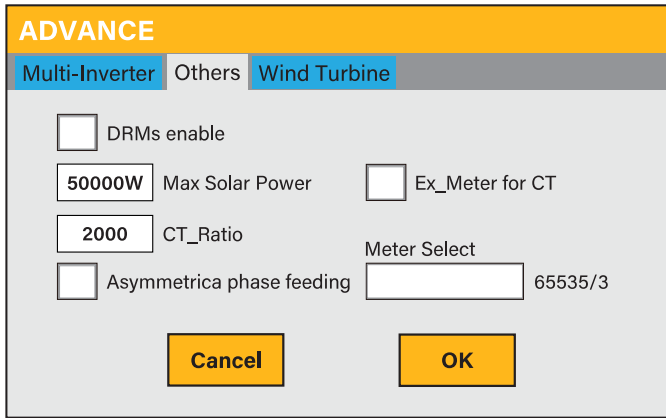 ADVANCE
Multi-Inverter Others Wind Turbine
DRMs enable
50000W Max Solar Power Ex_Meter for CT
2000 CT_Ratio
Meter Select
Asymmetrica phase feeding 65535/3
Cancel OK